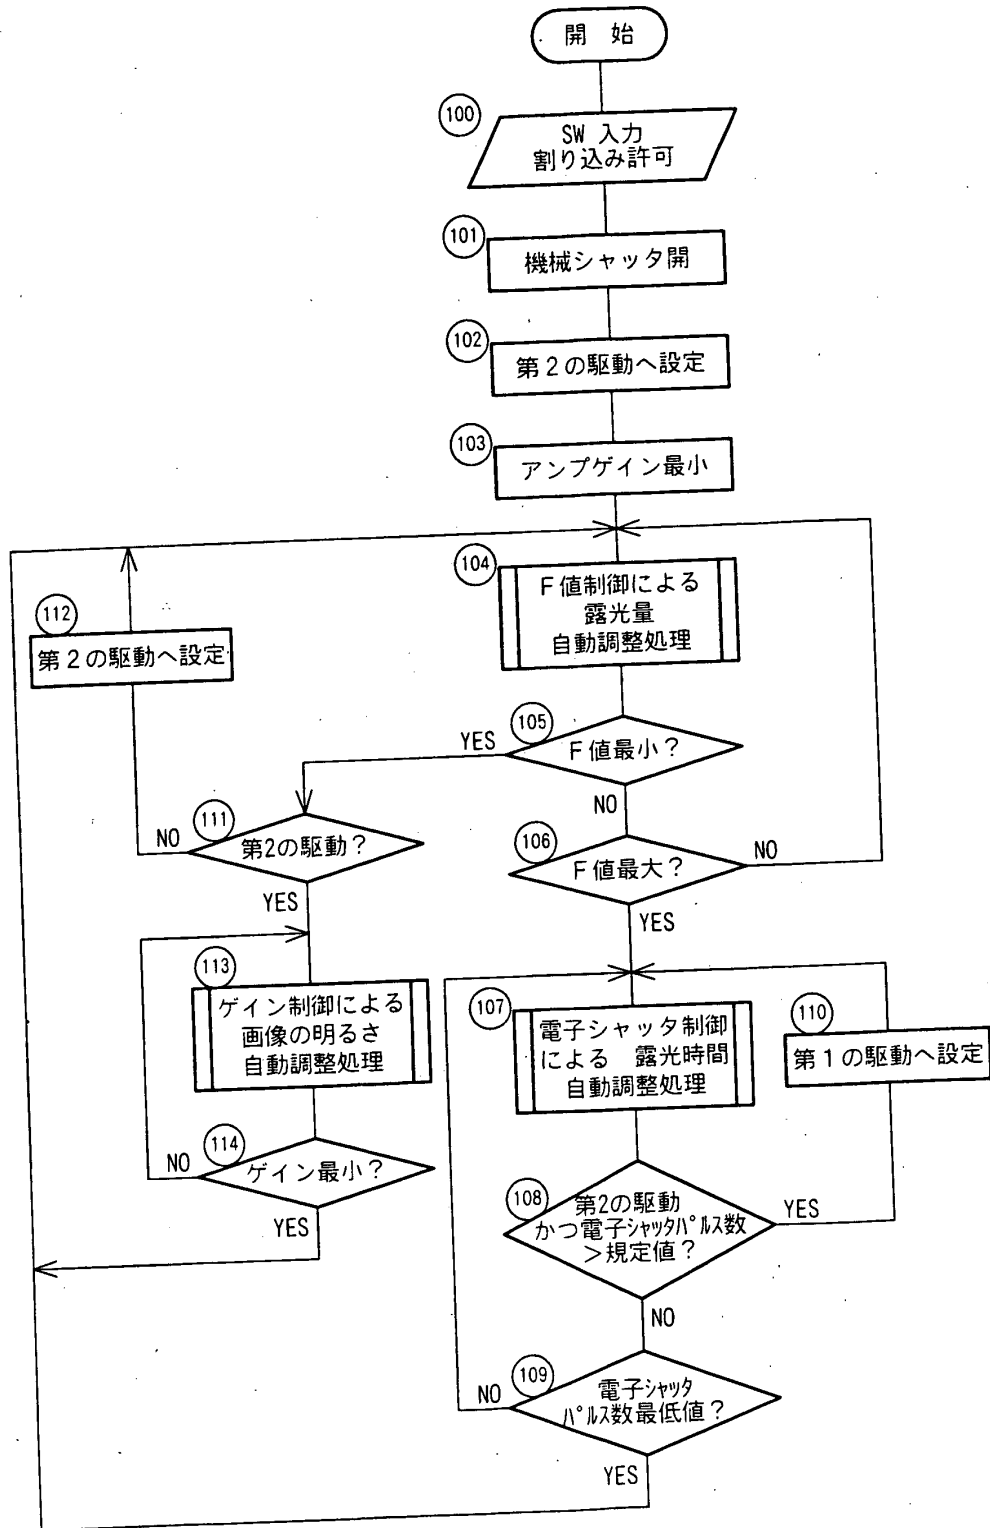 開 始
100
SW 入力
割り込み許可
101
機械シャッタ開
102
第2の駆動へ設定
103
アンプゲイン最小
104
F値制御による
露光量
自動調整処理
112
第2の駆動へ設定
105
F値最小?
YES
NO
111
第2の駆動?
NO
YES
106
F値最大?
NO
YES
113
ゲイン制御による
画像の明るさ
自動調整処理
107
電子シャッタ制御
による 露光時間
自動調整処理
110
第1の駆動へ設定
114
ゲイン最小?
NO
YES
108
第2の駆動
かつ電子シャッタパルス数
>規定値?
YES
NO
109
電子シャッタ
パルス数最低値?
NO
YES